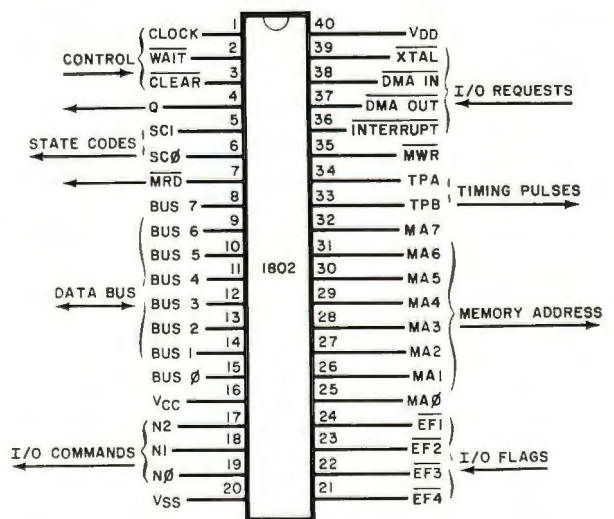 1 40
CLOCK VDD
2 39
WAIT XTAL
CONTROL
3 38
CLEAR DMA IN
4 37
Q DMA OUT I/O REQUESTS
5 36
SC1 INTERRUPT
STATE CODES
6 35
SCØ MWR
7 34
MRD TPA
TIMING PULSES
8 33
BUS 7 TPB
9 32
BUS 6 MA7
10 31
BUS 5 MA6
11 1802 30
BUS 4 MA5
12 29
DATA BUS BUS 3 MA4
13 28
BUS 2 MA3 MEMORY ADDRESS
14 27
BUS 1 MA2
15 26
BUS Ø MA1
16 25
VCC MAØ
17 24
N2 EF1
18 23
I/O COMMANDS N1 EF2 I/O FLAGS
19 22
NØ EF3
20 21
VSS EF4